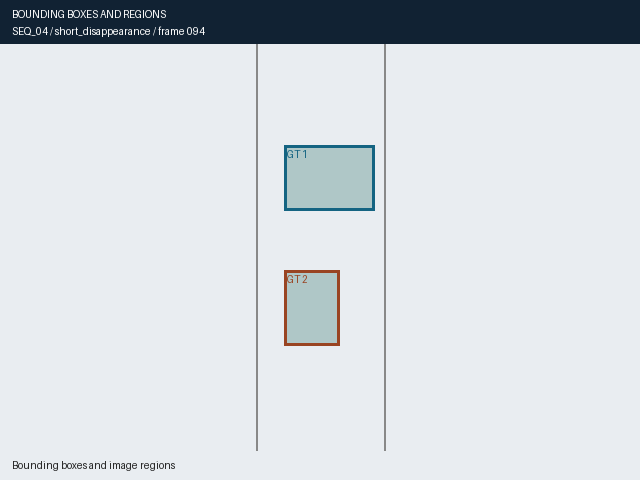 BOUNDING BOXES AND REGIONS
SEQ_04 / short_disappearance / frame 094
GT1
GT2
Bounding boxes and image regions